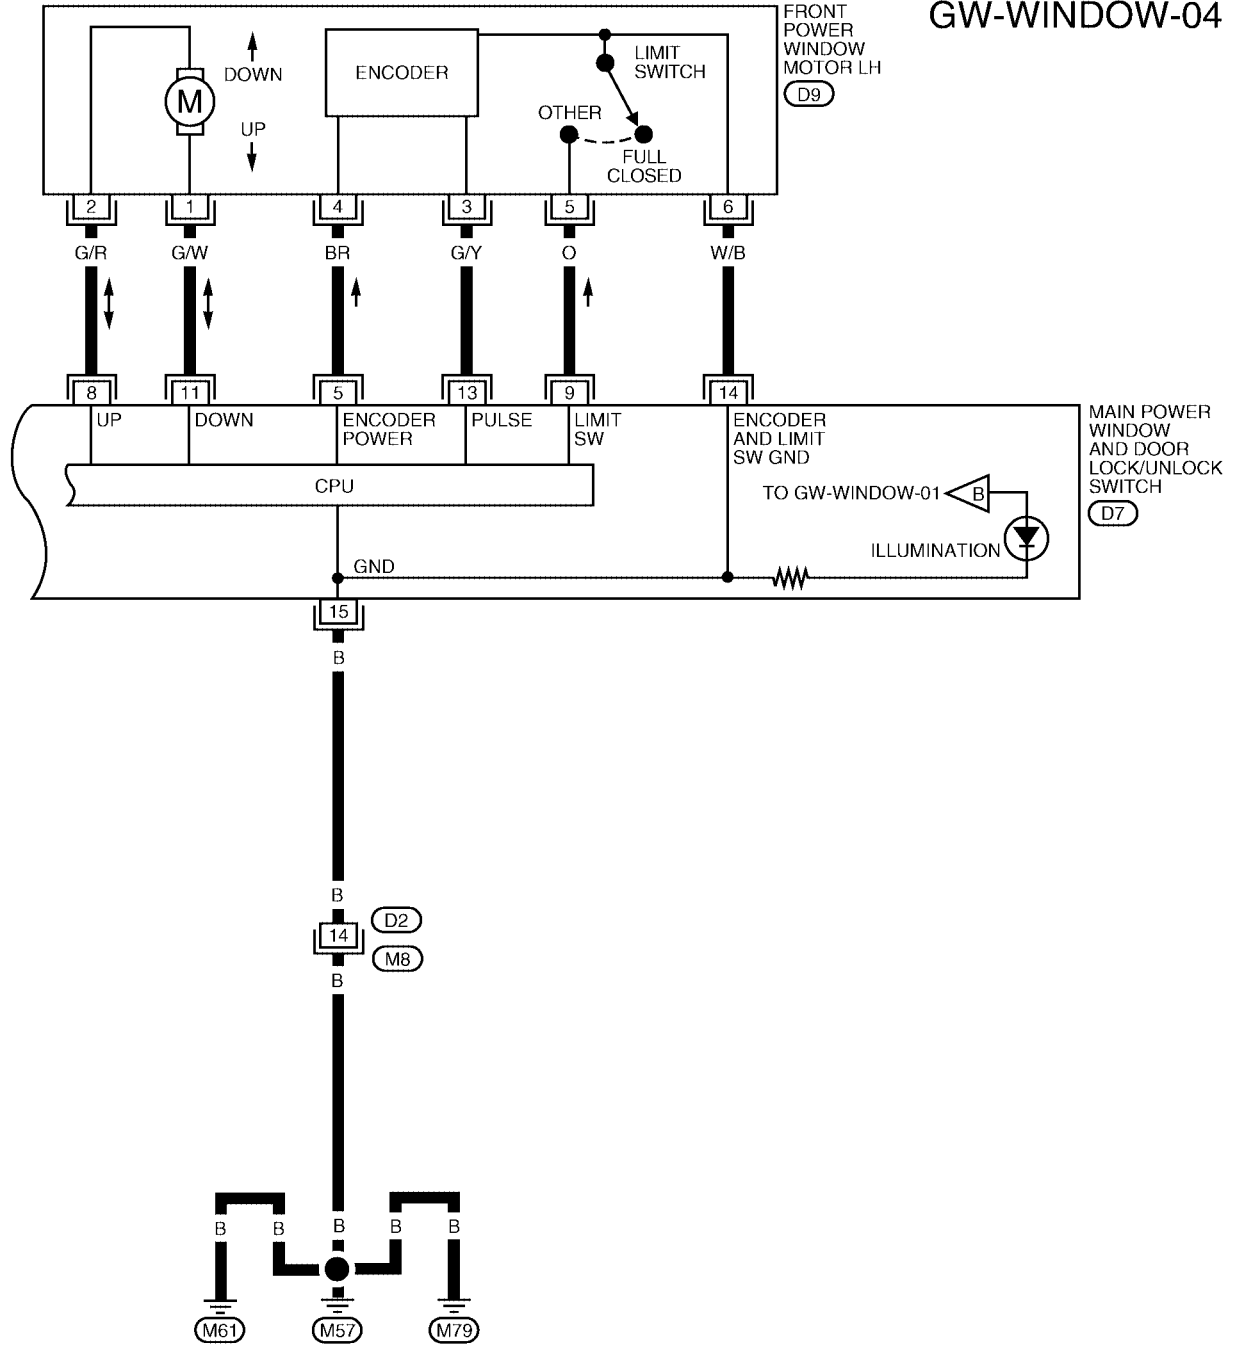 GW-WINDOW-04
FRONT
POWER
WINDOW
MOTOR LH
D9
M
DOWN
UP
ENCODER
LIMIT
SWITCH
OTHER
FULL
CLOSED
2 1 4 3 5 6
G/R G/W BR G/Y O W/B
8 11 5 13 9 14
UP
DOWN
ENCODER
POWER
PULSE
LIMIT
SW
ENCODER
AND LIMIT
SW GND
MAIN POWER
WINDOW
AND DOOR
LOCK/UNLOCK
SWITCH
D7
CPU
TO GW-WINDOW-01
B
ILLUMINATION
GND
15
B
B
14
D2
M8
B
B B B B B
M61 M57 M79